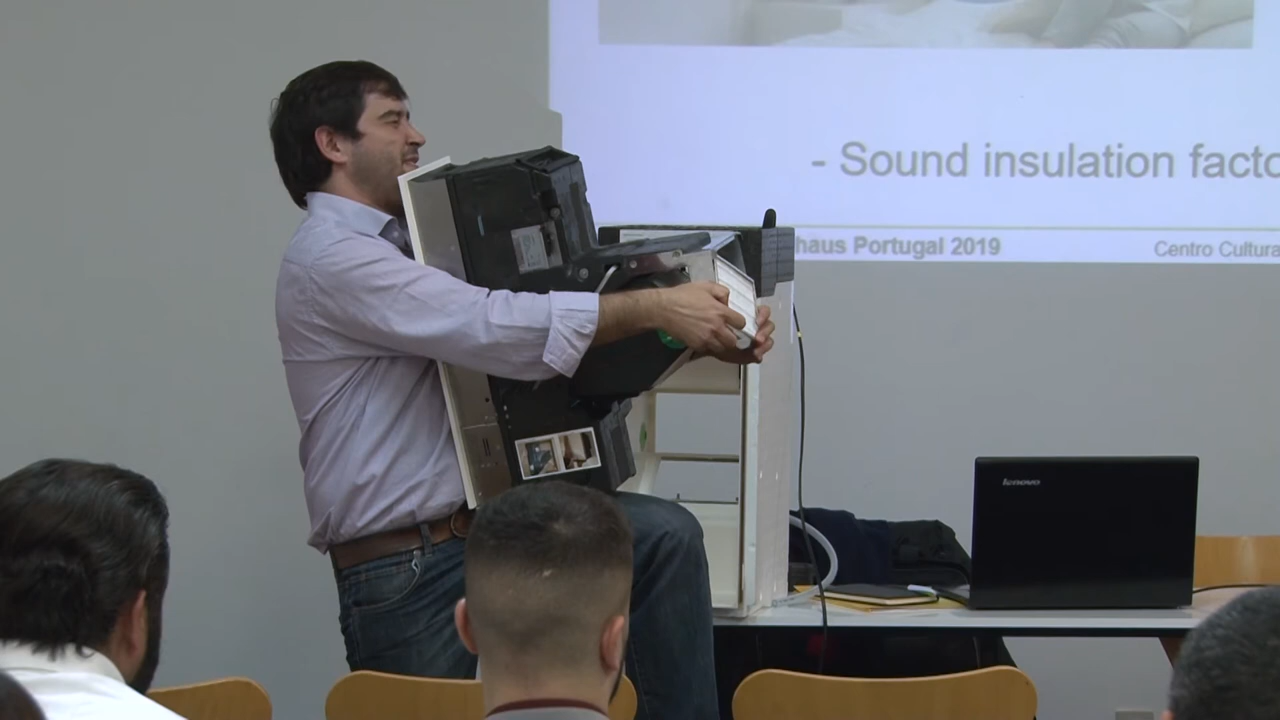 - Sound insulation facto
haus Portugal 2019
Centro Cultura
lenovo